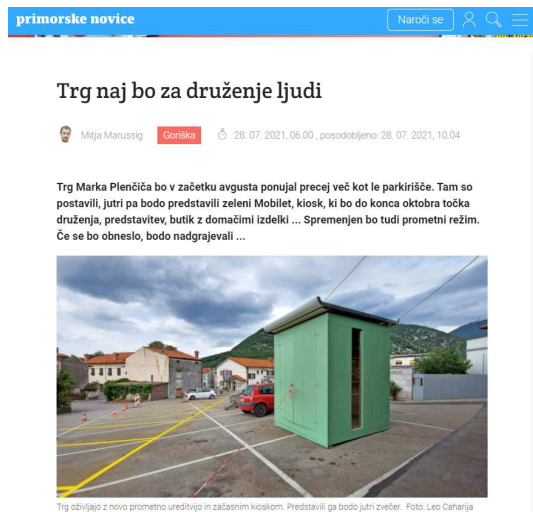 primorske novice
Naroči se
Trg naj bo za druženje ljudi
Mitja Marussig Goriška 28. 07. 2021, 06.00 , posodobljeno: 28. 07. 2021, 10.04
Trg Marka Plenčiča bo v začetku avgusta ponujal precej več kot le parkirišče. Tam so
postavili, jutri pa bodo predstavili zeleni Mobilet, kiosk, ki bo do konca oktobra točka
druženja, predstavitev, butik z domačimi izdelki ... Spremenjen bo tudi prometni režim.
Če se bo obneslo, bodo nadgrajevali ...
Trg oživljajo z novo prometno ureditvijo in začasnim kioskom. Predstavili ga bodo jutri zvečer. Foto: Leo Caharija